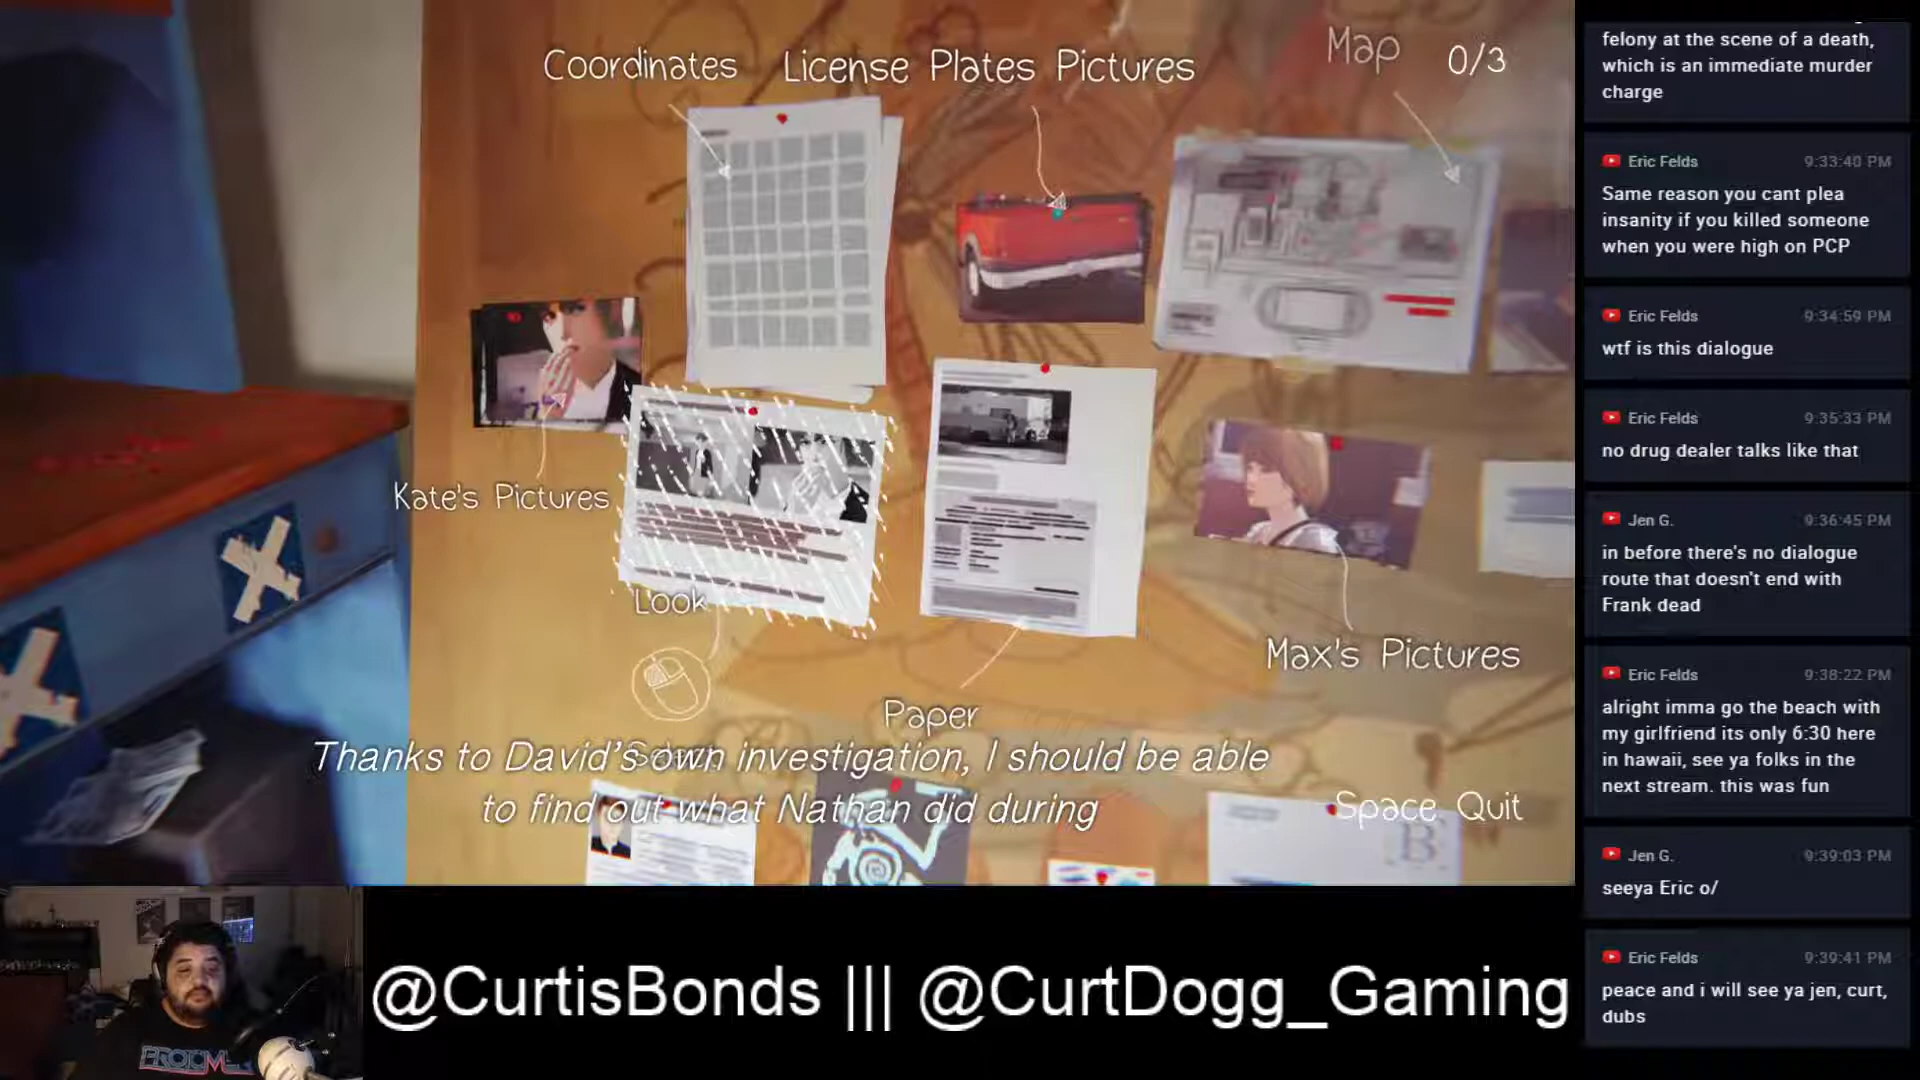 Coordinates
License Plates Pictures
Map
0/3
Kate's Pictures
Look
Max's Pictures
Paper
Select
Thanks to David's own investigation, I should be able
to find out what Nathan did during
Space Quit
B
@CurtisBonds ||| @CurtDogg_Gaming
felony at the scene of a death,
which is an immediate murder
charge
Eric Felds 9:33:40 PM
Same reason you cant plea
insanity if you killed someone
when you were high on PCP
Eric Felds 9:34:59 PM
wtf is this dialogue
Eric Felds 9:35:33 PM
no drug dealer talks like that
Jen G. 9:36:45 PM
in before there's no dialogue
route that doesn't end with
Frank dead
Eric Felds 9:38:22 PM
alright imma go the beach with
my girlfriend its only 6:30 here
in hawaii, see ya folks in the
next stream. this was fun
Jen G. 9:39:03 PM
seeya Eric o/
Eric Felds 9:39:41 PM
peace and i will see ya jen, curt,
dubs